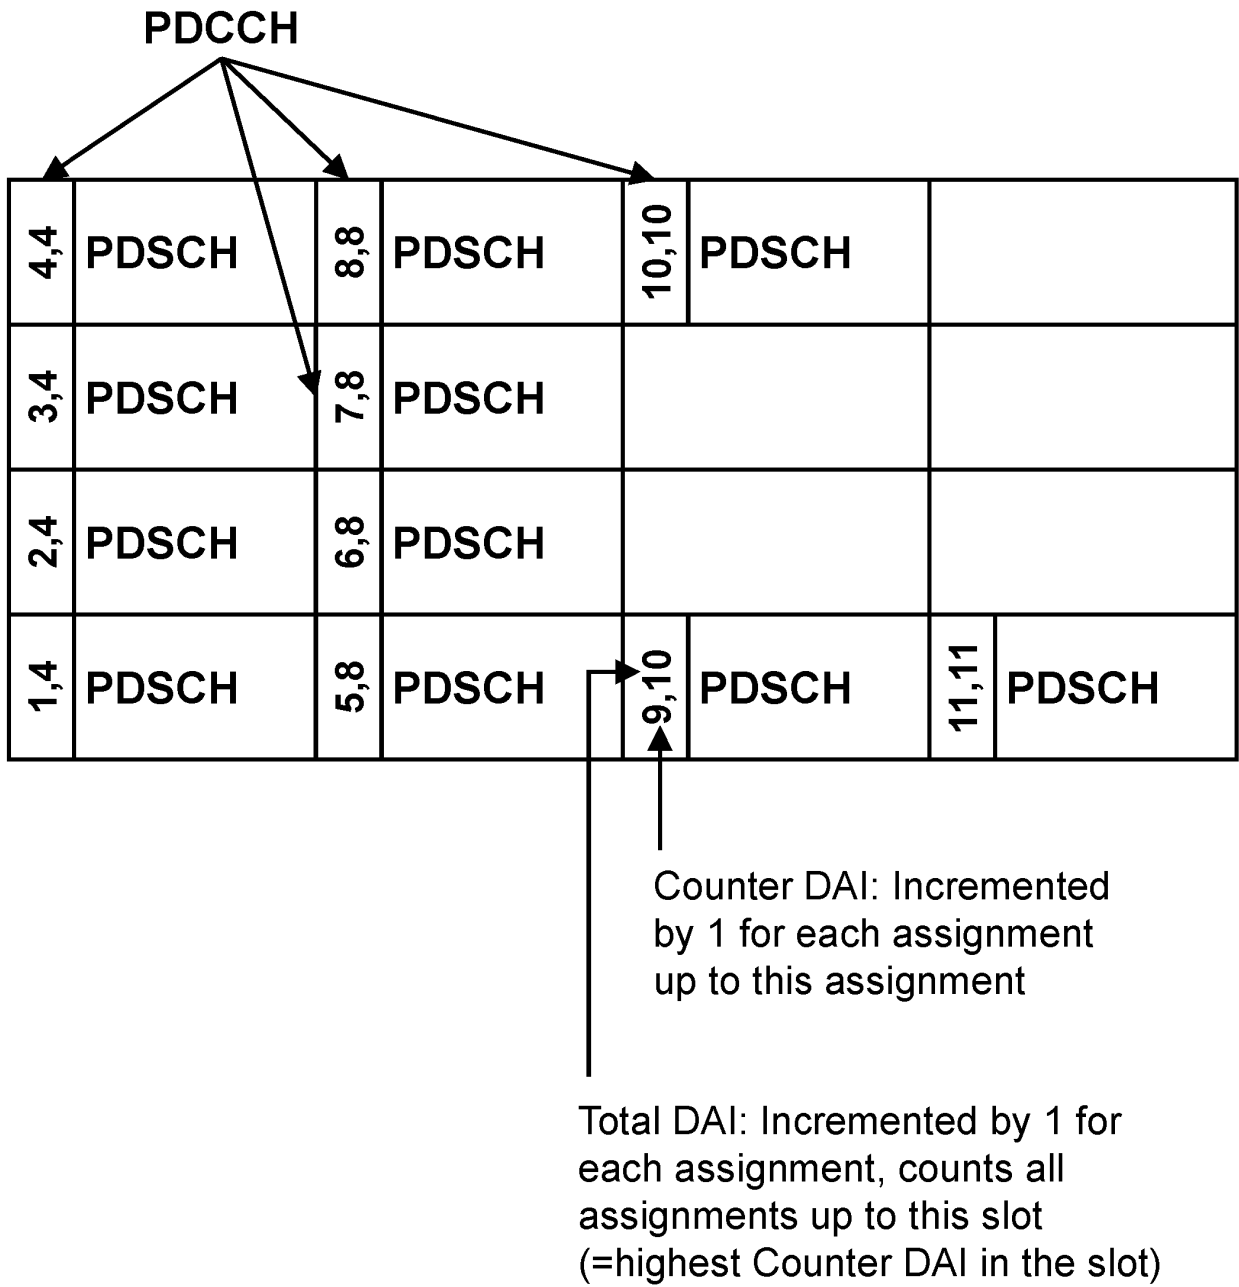 PDCCH
4,4 PDSCH 8,8 PDSCH 10,10 PDSCH
3,4 PDSCH 7,8 PDSCH
2,4 PDSCH 6,8 PDSCH
1,4 PDSCH 5,8 PDSCH 9,10 PDSCH 11,11 PDSCH
Counter DAI: Incremented
by 1 for each assignment
up to this assignment
Total DAI: Incremented by 1 for
each assignment, counts all
assignments up to this slot
(=highest Counter DAI in the slot)